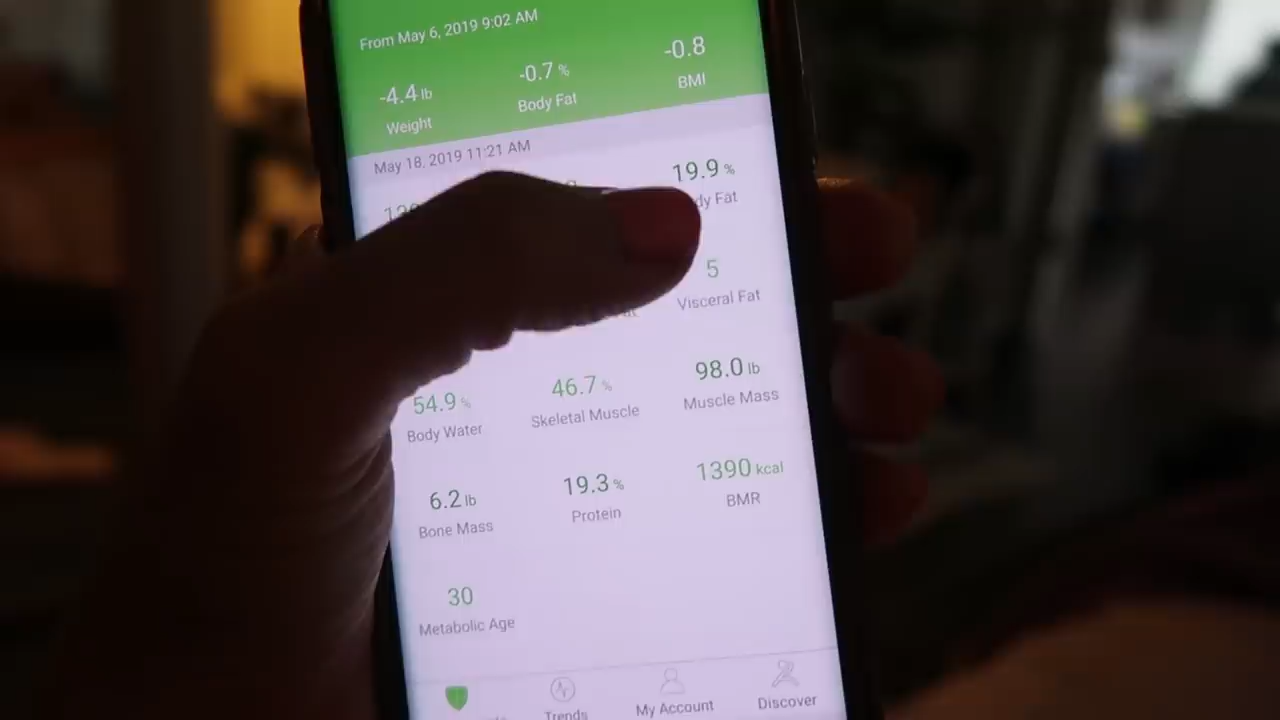 From May 6, 2019 9:02 AM
-4.4 lb -0.7 % -0.8
Weight Body Fat BMI
May 18, 2019 11:21 AM
19.9 %
Fat
5
Visceral Fat
54.9 % 46.7 % 98.0 lb
Body Water Skeletal Muscle Muscle Mass
6.2 lb 19.3 % 1390 kcal
Bone Mass Protein BMR
30
Metabolic Age
Trends My Account Discover